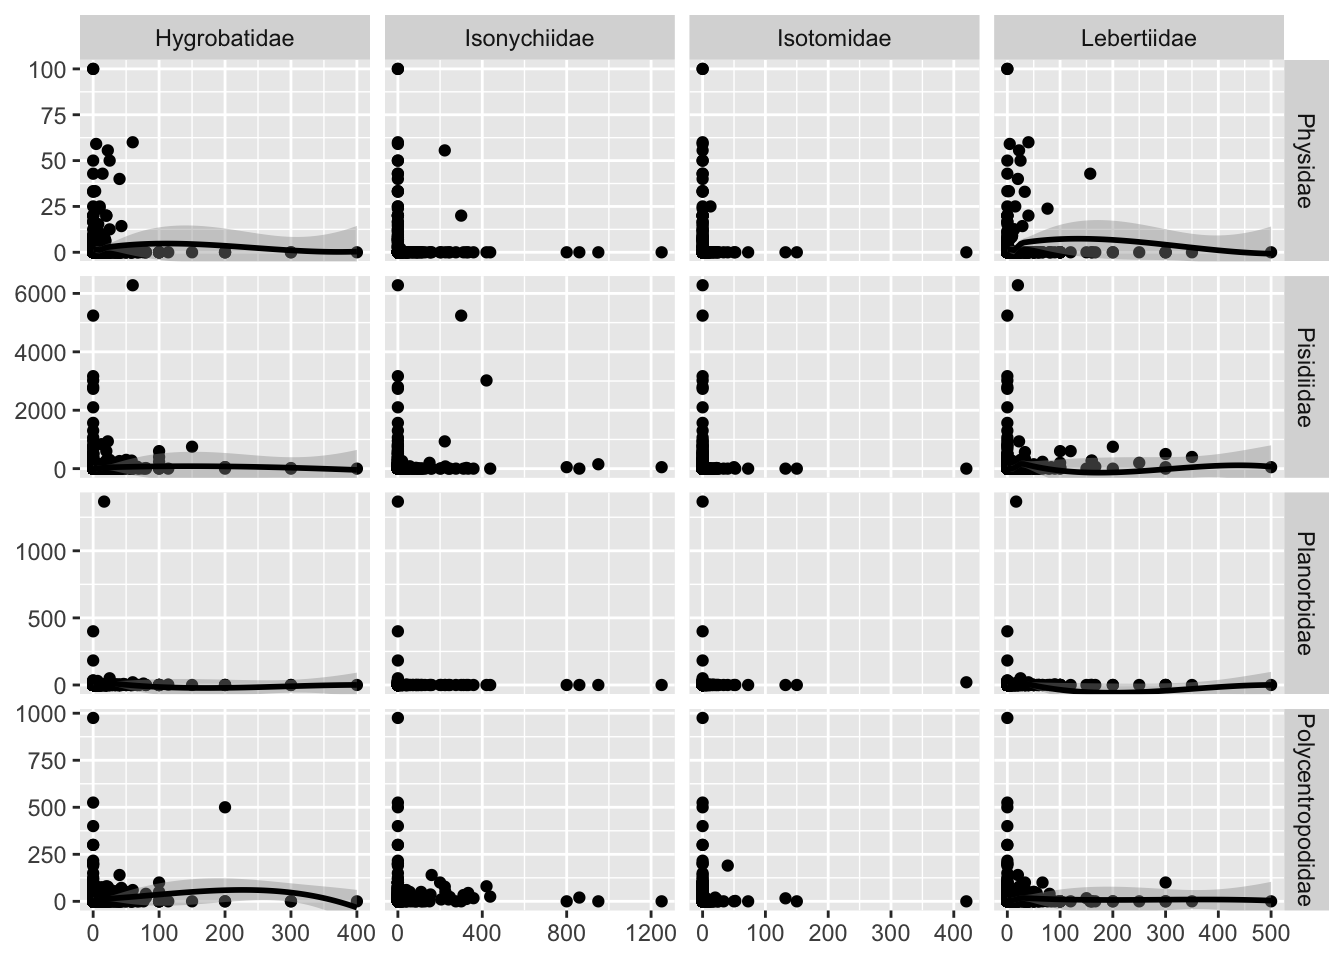 Hygrobatidae Isonychiidae Isotomidae Lebertiidae
100
75
50
25
0
Physidae
6000
4000
2000
0
Pisidiidae
1000
500
0
Planorbidae
1000
750
500
250
0
Polycentropodidae
0 100 200 300 400 0 400 800 1200 0 100 200 300 400 0 100 200 300 400 500